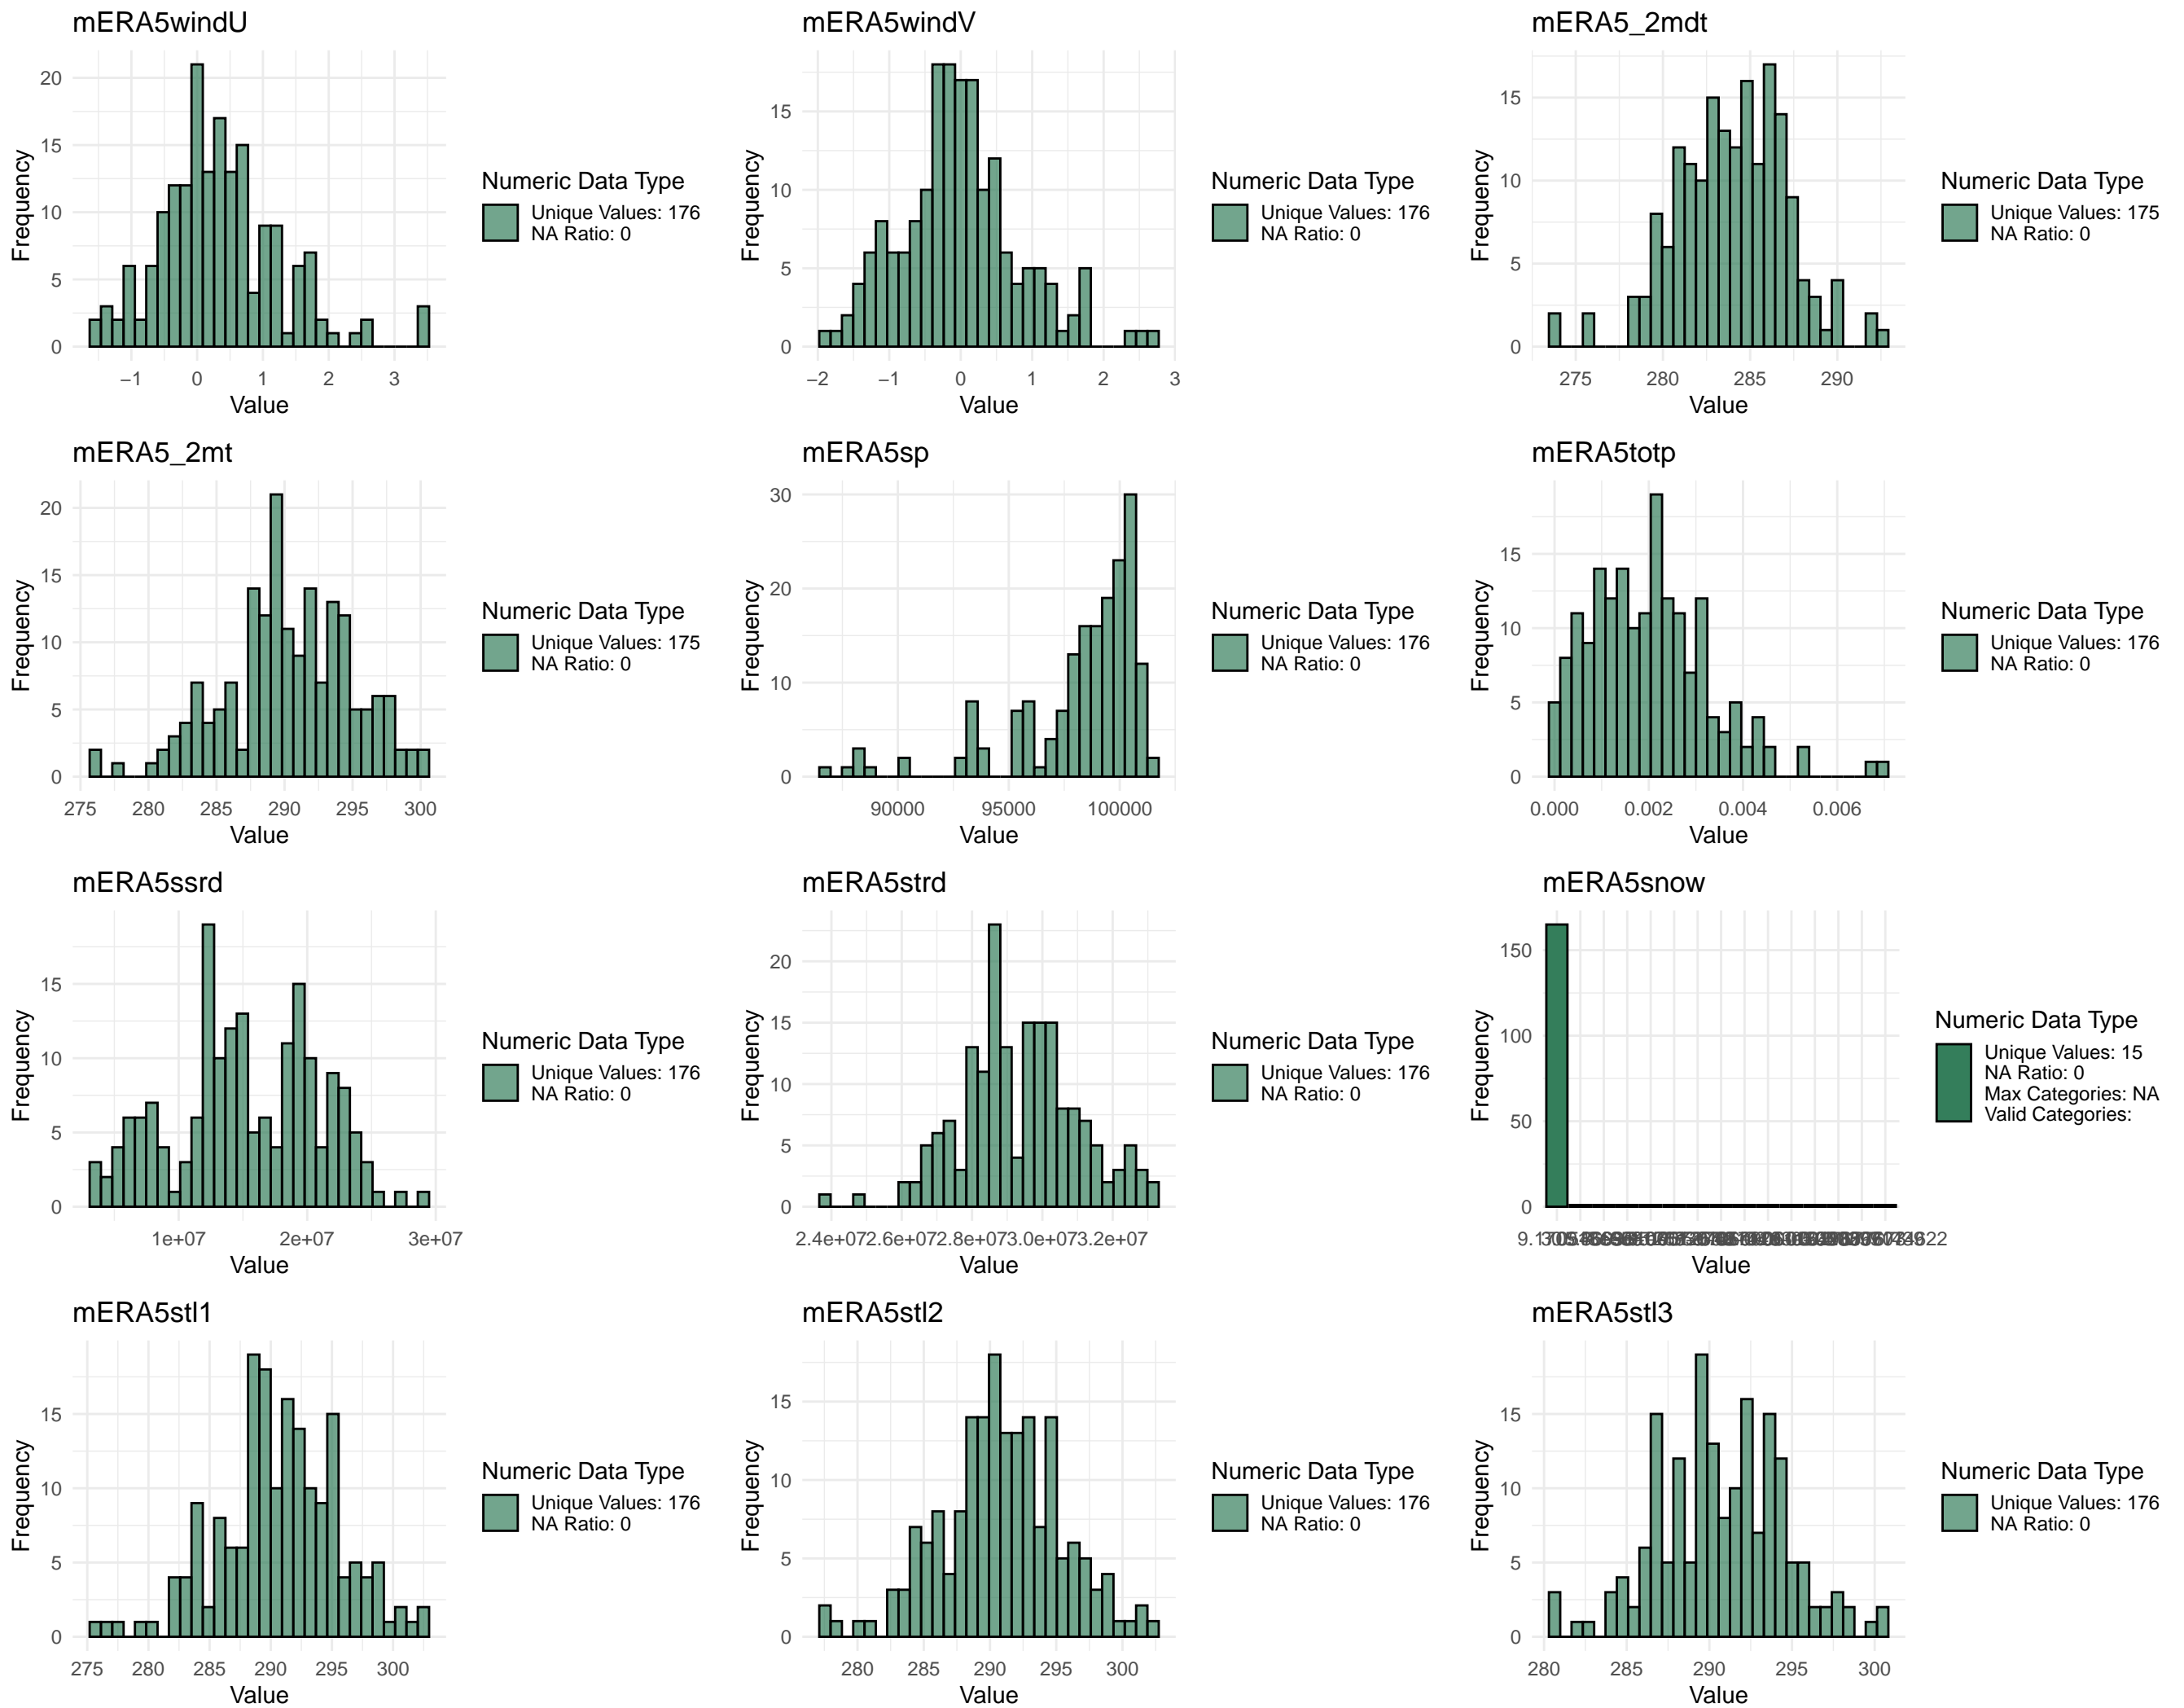 mERA5windU
Frequency
20
15
10
5
0
−1 0 1 2 3
Value
Numeric Data Type
Unique Values: 176
NA Ratio: 0
mERA5windV
Frequency
15
10
5
0
−2 −1 0 1 2 3
Value
Numeric Data Type
Unique Values: 176
NA Ratio: 0
mERA5_2mdt
Frequency
15
10
5
0
275 280 285 290
Value
Numeric Data Type
Unique Values: 175
NA Ratio: 0
mERA5_2mt
Frequency
20
15
10
5
0
275 280 285 290 295 300
Value
Numeric Data Type
Unique Values: 175
NA Ratio: 0
mERA5sp
Frequency
30
20
10
0
90000 95000 100000
Value
Numeric Data Type
Unique Values: 176
NA Ratio: 0
mERA5totp
Frequency
15
10
5
0
0.000 0.002 0.004 0.006
Value
Numeric Data Type
Unique Values: 176
NA Ratio: 0
mERA5ssrd
Frequency
15
10
5
0
1e+07 2e+07 3e+07
Value
Numeric Data Type
Unique Values: 176
NA Ratio: 0
mERA5strd
Frequency
20
15
10
5
0
2.4e+07 2.6e+07 2.8e+07 3.0e+07 3.2e+07
Value
Numeric Data Type
Unique Values: 176
NA Ratio: 0
mERA5snow
Frequency
150
100
50
0
Value
Numeric Data Type
Unique Values: 15
NA Ratio: 0
Max Categories: NA
Valid Categories:
mERA5stl1
Frequency
15
10
5
0
275 280 285 290 295 300
Value
Numeric Data Type
Unique Values: 176
NA Ratio: 0
mERA5stl2
Frequency
15
10
5
0
280 285 290 295 300
Value
Numeric Data Type
Unique Values: 176
NA Ratio: 0
mERA5stl3
Frequency
15
10
5
0
280 285 290 295 300
Value
Numeric Data Type
Unique Values: 176
NA Ratio: 0